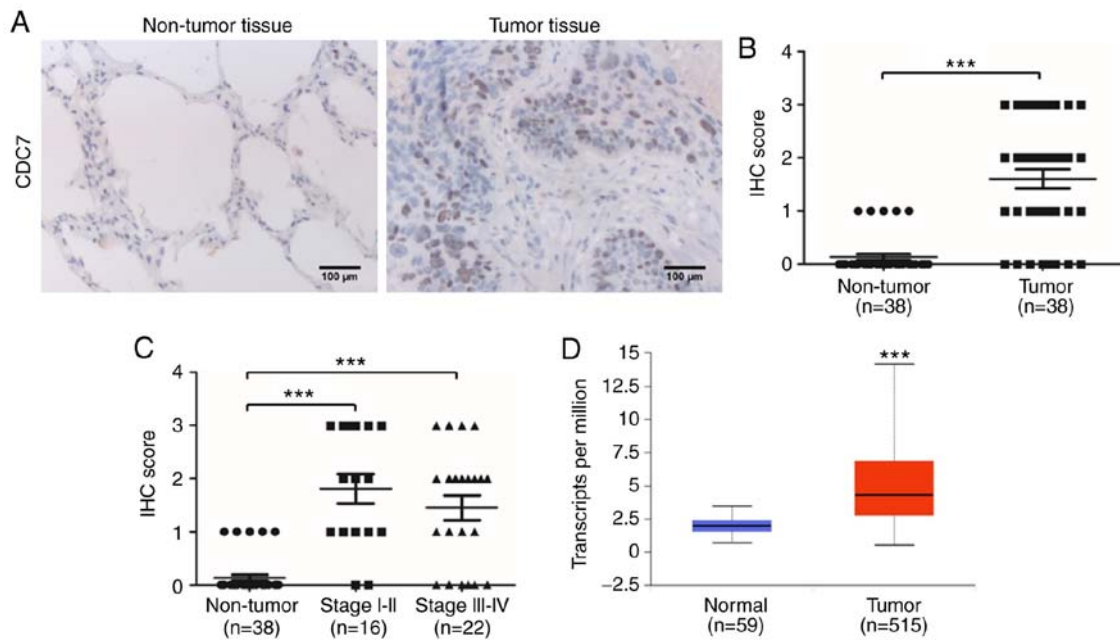 A
Non-tumor tissue
Tumor tissue
CDC7
100 µm
100 µm
B
IHC score
4
3
2
1
0
***
Non-tumor
(n=38)
Tumor
(n=38)
C
IHC score
4
3
2
1
0
***
***
Non-tumor
(n=38)
Stage I-II
(n=16)
Stage III-IV
(n=22)
D
Transcripts per million
15
12.5
10
7.5
5
2.5
0
−2.5
***
Normal
(n=59)
Tumor
(n=515)